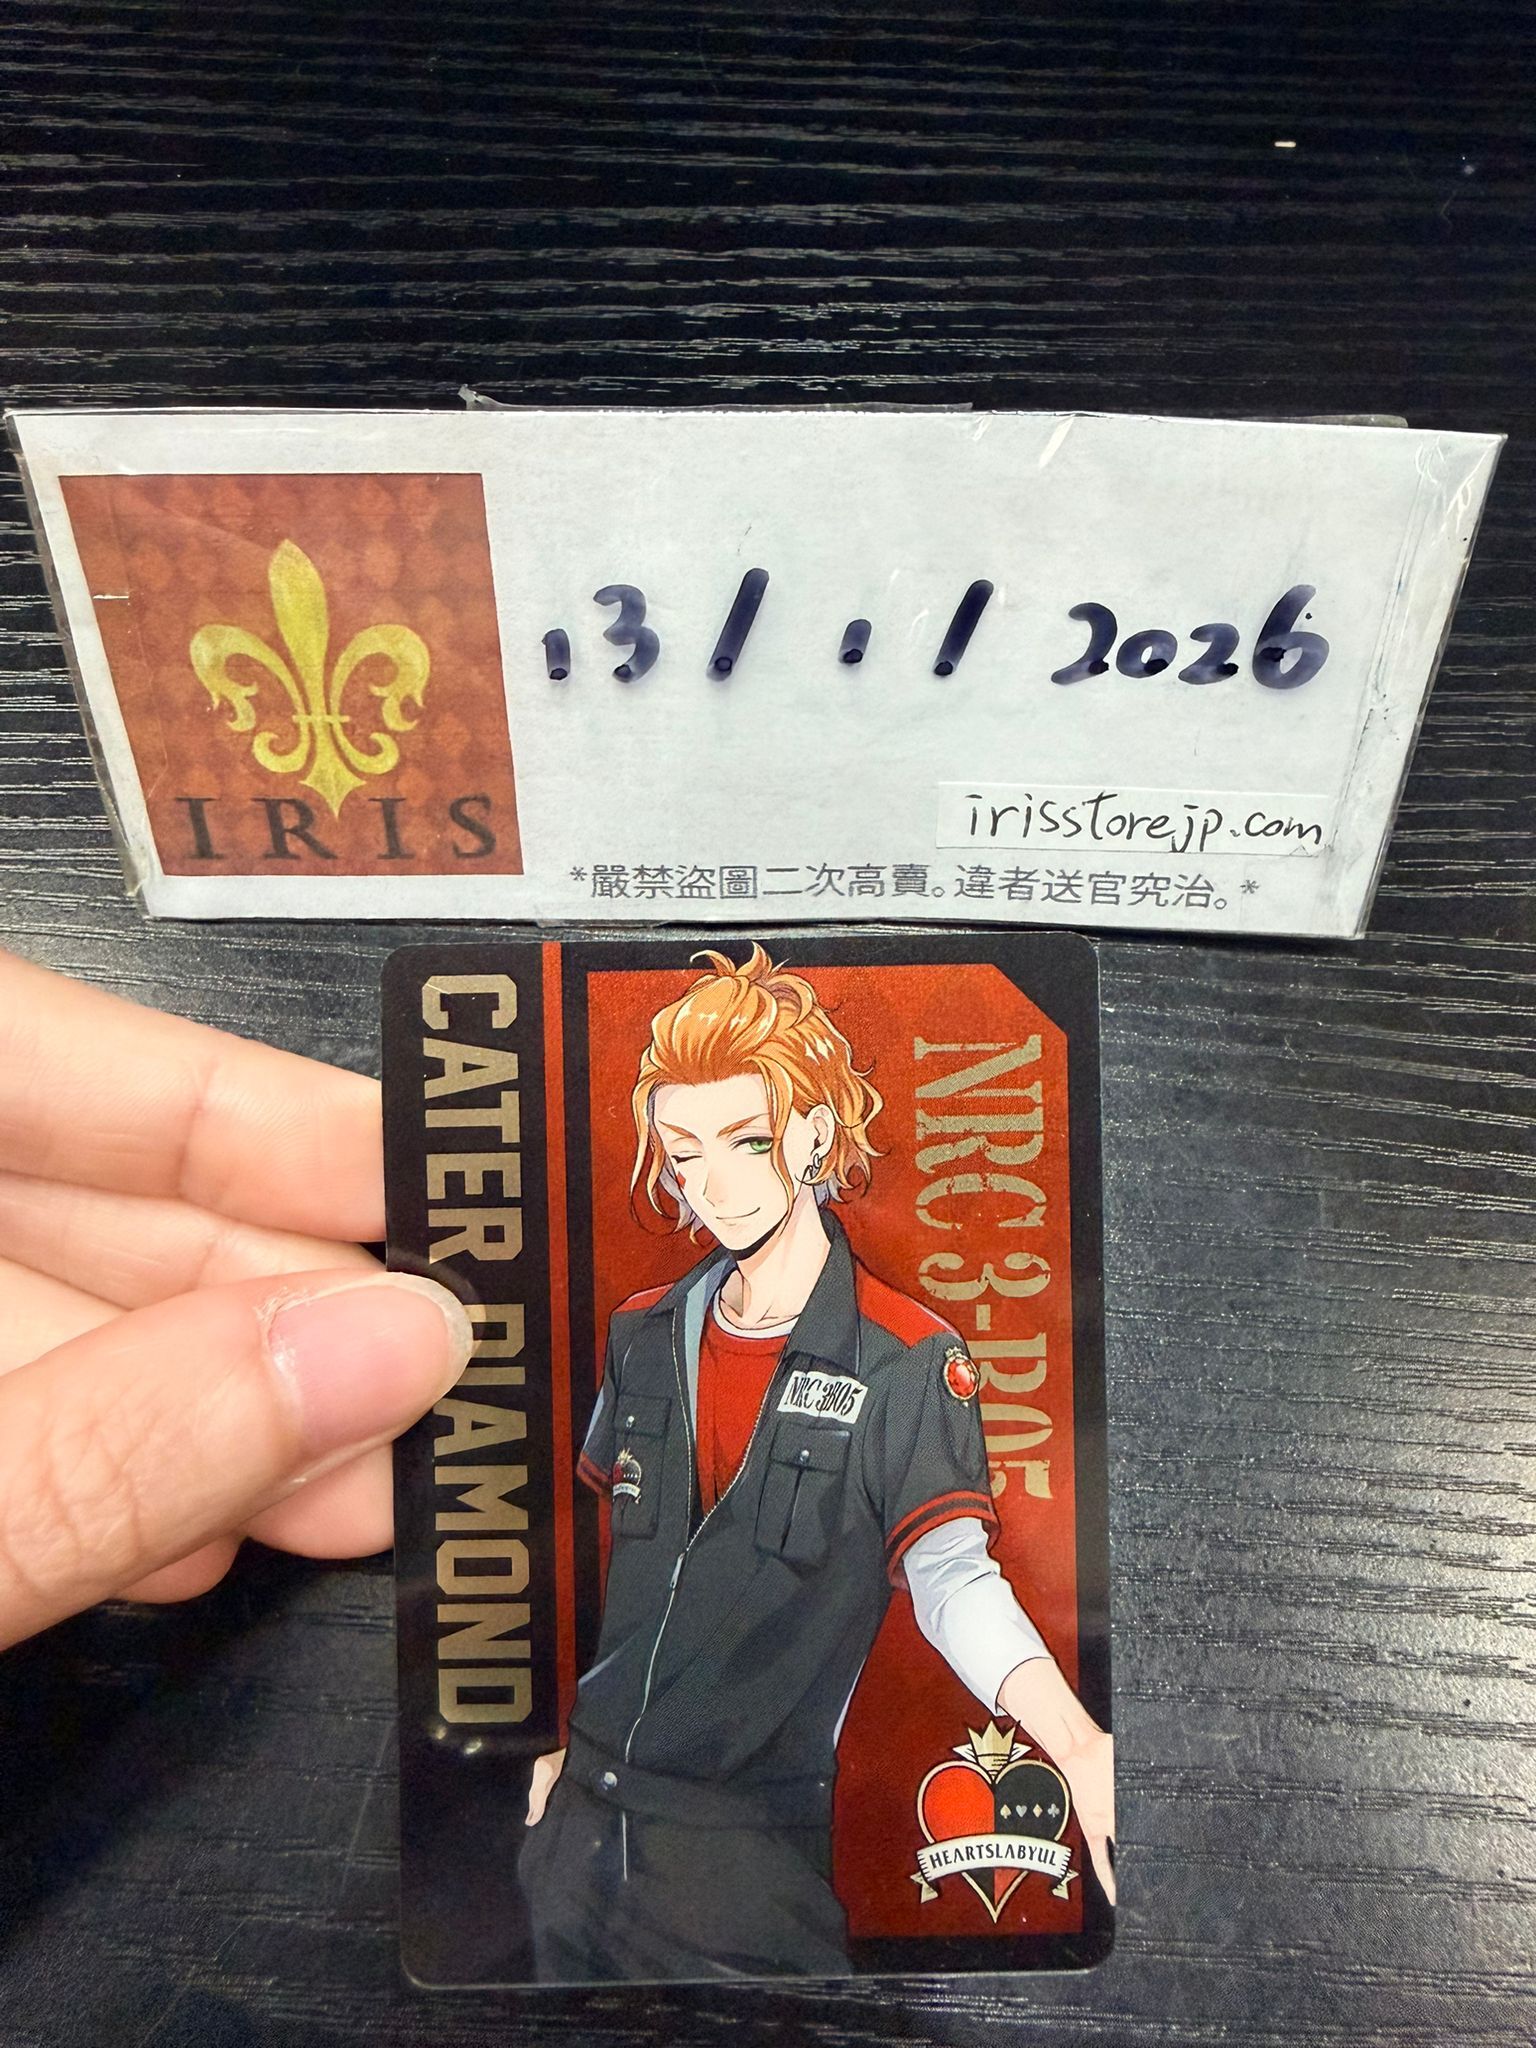 13/1/2026
IRIS
irisstorejp.com
*嚴禁盜圖二次高賣。違者送官究治。*
CATER DIAMOND
NRC 3-B05
NRC 3B05
HEARTSLABYUL